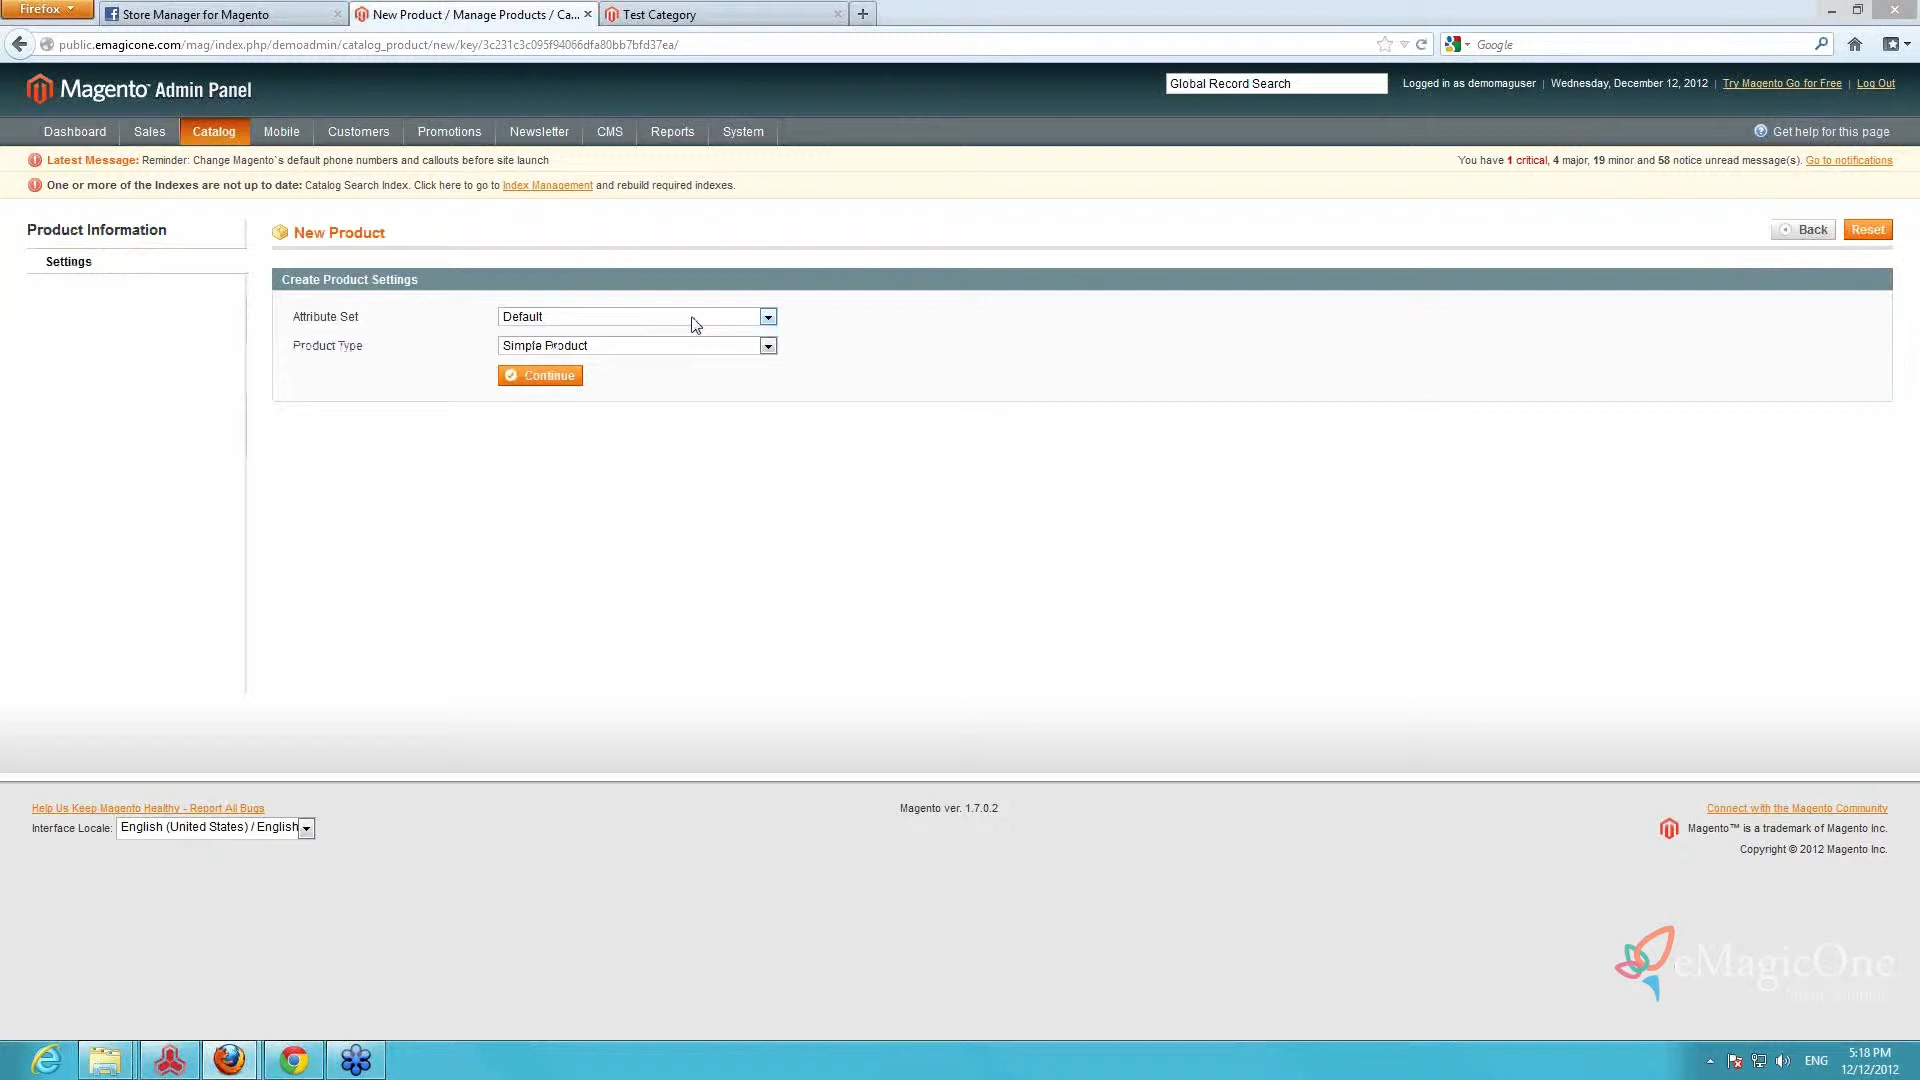 Firefox
Store Manager for Magento
New Product / Manage Products / Ca...
Test Category
public.emagicone.com/mag/index.php/demoadmin/catalog_product/new/key/3c231c3c095f94066dfa80bb7bfd37ea/
Google
Magento Admin Panel
Global Record Search
Logged in as demomaguser | Wednesday, December 12, 2012 | Try Magento Go for Free | Log Out
Dashboard Sales Catalog Mobile Customers Promotions Newsletter CMS Reports System
Get help for this page
Latest Message: Reminder: Change Magento`s default phone numbers and callouts before site launch
You have 1 critical, 4 major, 19 minor and 58 notice unread message(s). Go to notifications
One or more of the Indexes are not up to date: Catalog Search Index. Click here to go to Index Management and rebuild required indexes.
Product Information
Settings
New Product
Back
Reset
Create Product Settings
Attribute Set
Default
Product Type
Simple Product
Continue
Help Us Keep Magento Healthy - Report All Bugs
Interface Locale: English (United States) / English
Magento ver. 1.7.0.2
Connect with the Magento Community
Magento™ is a trademark of Magento Inc.
Copyright © 2012 Magento Inc.
eMagicOne
ENG
5:18 PM
12/12/2012